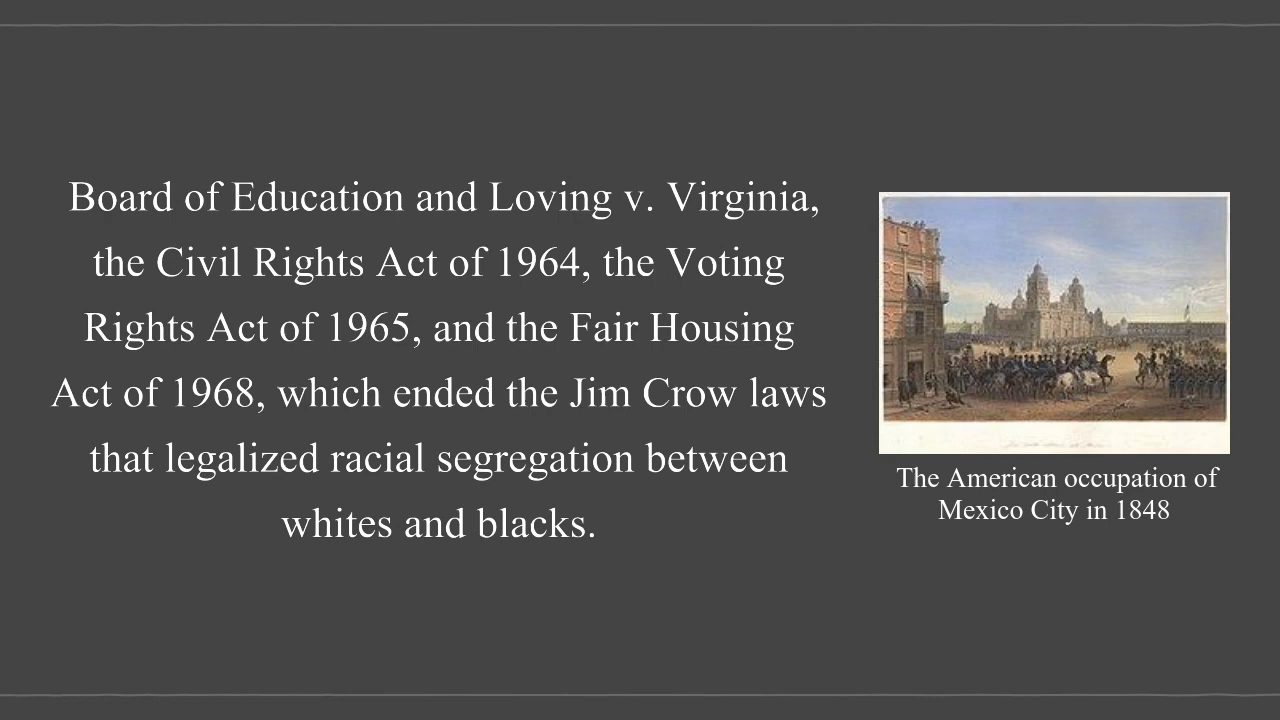 Board of Education and Loving v. Virginia,
the Civil Rights Act of 1964, the Voting
Rights Act of 1965, and the Fair Housing
Act of 1968, which ended the Jim Crow laws
that legalized racial segregation between
whites and blacks.
The American occupation of
Mexico City in 1848